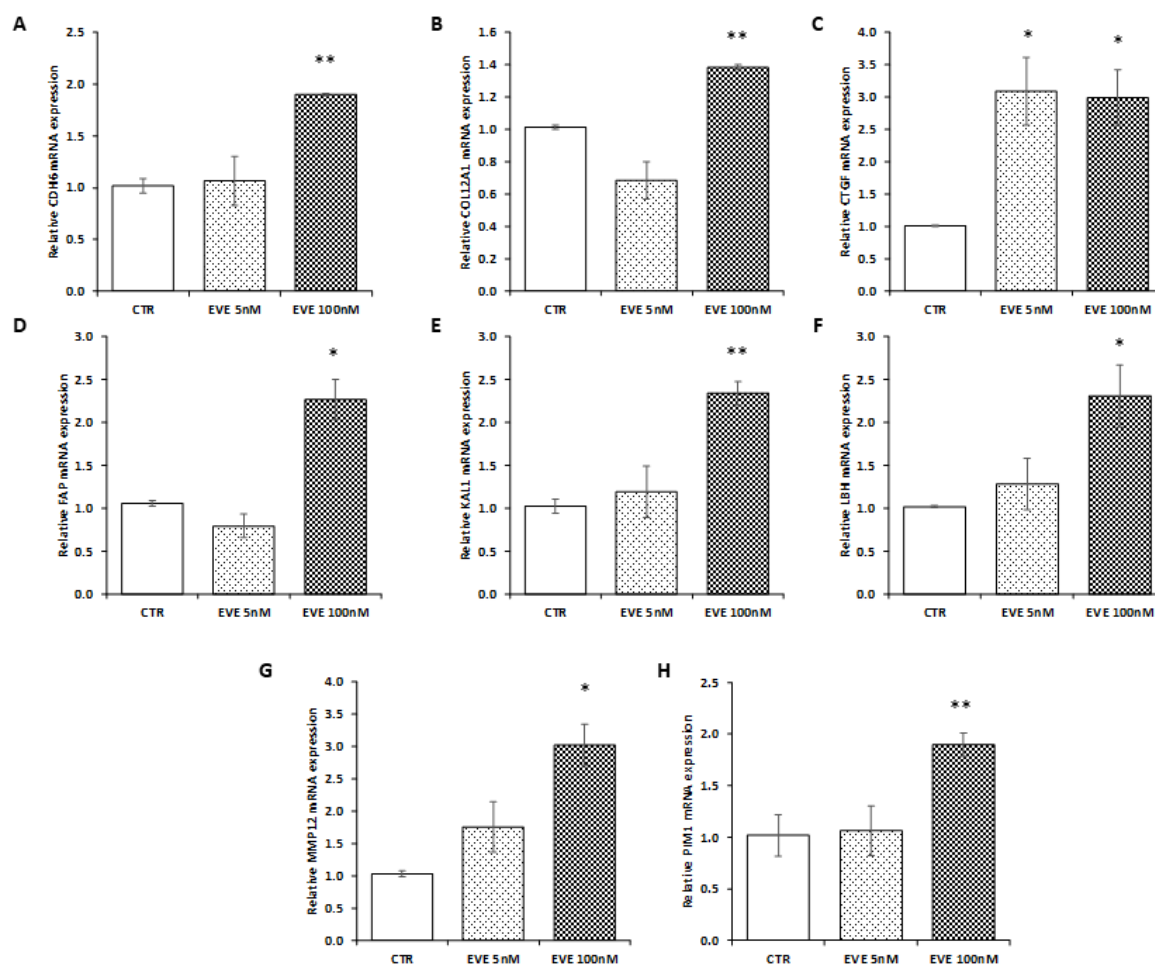 A
B
C
Relative CDH6 mRNA expression
2.5
2.0
1.5
1.0
0.5
0.0
**
CTR EVE 5nM EVE 100nM
Relative COL12A1 mRNA expression
1.6
1.4
1.2
1.0
0.8
0.6
0.4
0.2
0.0
**
CTR EVE 5nM EVE 100nM
Relative CTGF mRNA expression
4.0
3.5
3.0
2.5
2.0
1.5
1.0
0.5
0.0
*
*
CTR EVE 5nM EVE 100nM
D
E
F
Relative FAP mRNA expression
3.0
2.5
2.0
1.5
1.0
0.5
0.0
*
CTR EVE 5nM EVE 100nM
Relative KAL1 mRNA expression
3.0
2.5
2.0
1.5
1.0
0.5
0.0
**
CTR EVE 5nM EVE 100nM
Relative LBH mRNA expression
3.0
2.5
2.0
1.5
1.0
0.5
0.0
*
CTR EVE 5nM EVE 100nM
G
H
Relative MMP12 mRNA expression
4.0
3.5
3.0
2.5
2.0
1.5
1.0
0.5
0.0
*
CTR EVE 5nM EVE 100nM
Relative PIM1 mRNA expression
2.5
2.0
1.5
1.0
0.5
0.0
**
CTR EVE 5nM EVE 100nM